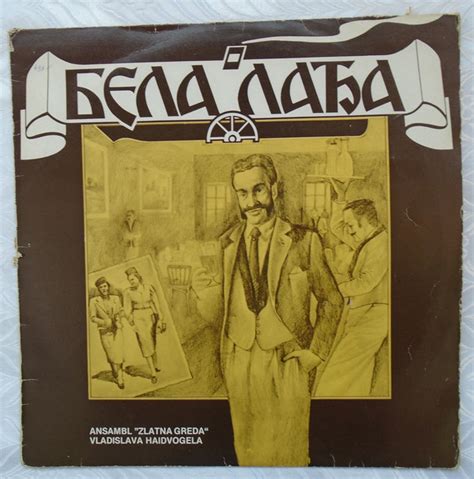 БЕЛА ЛАЂА
ANSAMBL "ZLATNA GREDA"
VLADISLAVA HAIDVOGELA